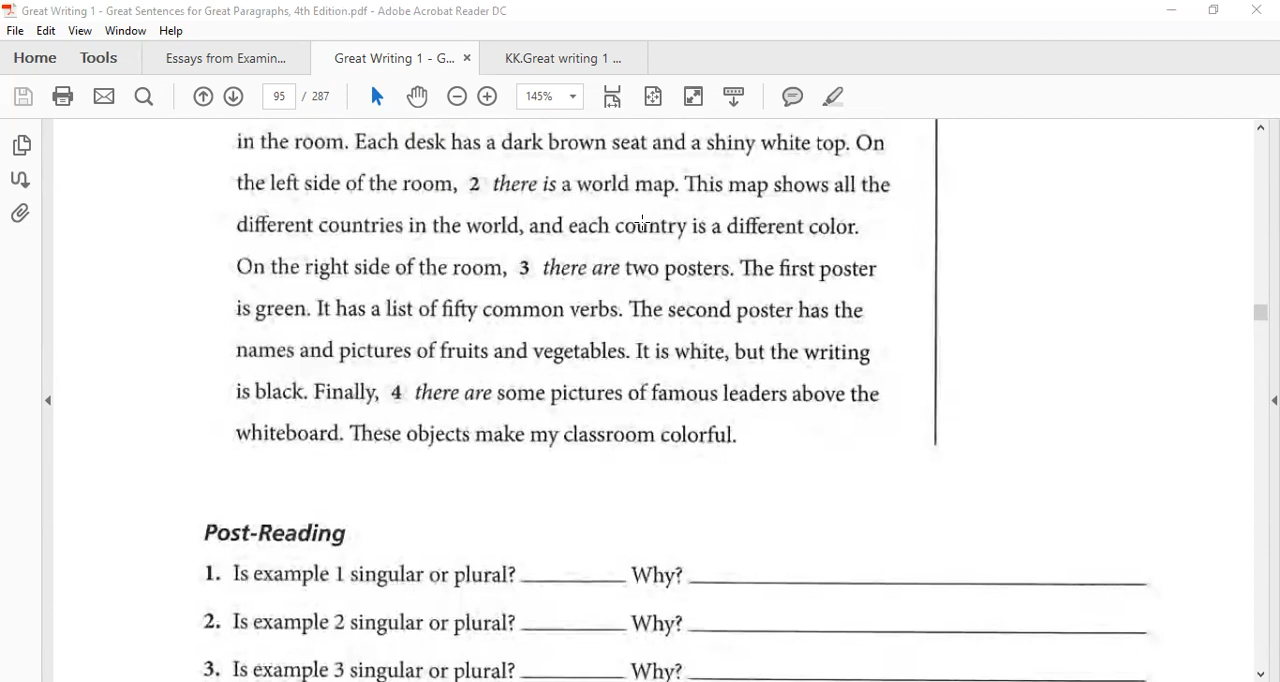 Great Writing 1 - Great Sentences for Great Paragraphs, 4th Edition.pdf - Adobe Acrobat Reader DC
File Edit View Window Help
Home Tools Essays from Examin... Great Writing 1 - G... × KK.Great writing 1 ...
95 / 287 145%
in the room. Each desk has a dark brown seat and a shiny white top. On
the left side of the room, 2 there is a world map. This map shows all the
different countries in the world, and each country is a different color.
On the right side of the room, 3 there are two posters. The first poster
is green. It has a list of fifty common verbs. The second poster has the
names and pictures of fruits and vegetables. It is white, but the writing
is black. Finally, 4 there are some pictures of famous leaders above the
whiteboard. These objects make my classroom colorful.
Post-Reading
1. Is example 1 singular or plural? __________ Why? __________
2. Is example 2 singular or plural? __________ Why? __________
3. Is example 3 singular or plural? __________ Why? __________